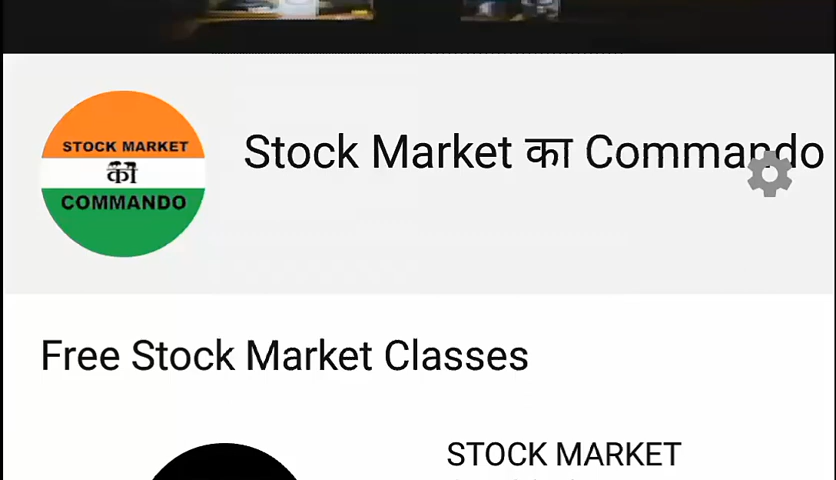 STOCK MARKET
का
COMMANDO
Stock Market का Commando
Free Stock Market Classes
STOCK MARKET